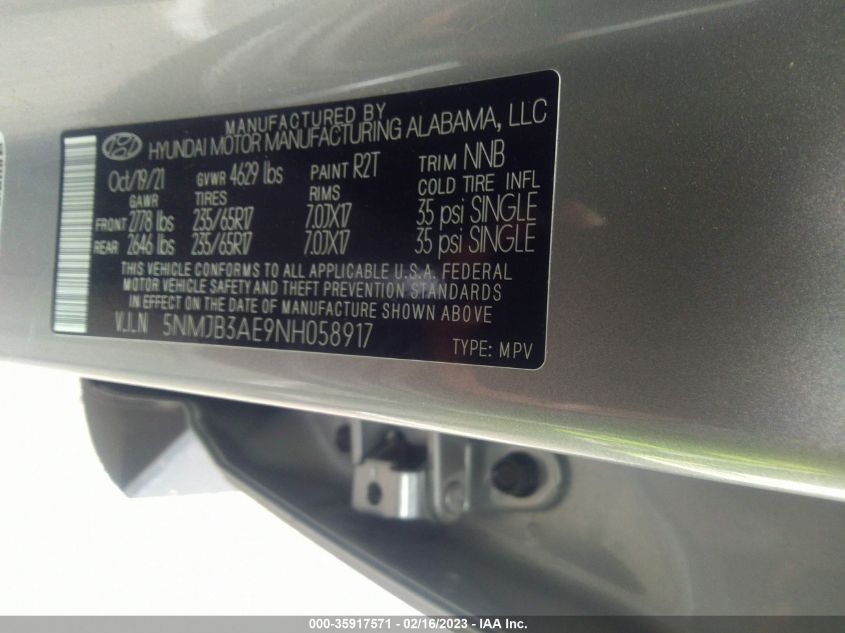 MANUFACTURED BY
HYUNDAI MOTOR MANUFACTURING ALABAMA, LLC
Oct/19/21 GVWR 4629 lbs PAINT R2T TRIM NNB
GAWR TIRES RIMS COLD TIRE INFL
FRONT 2778 lbs 235/65R17 7.0JX17 35 psi SINGLE
REAR 2646 lbs 235/65R17 7.0JX17 35 psi SINGLE
THIS VEHICLE CONFORMS TO ALL APPLICABLE U.S.A. FEDERAL
MOTOR VEHICLE SAFETY AND THEFT PREVENTION STANDARDS
IN EFFECT ON THE DATE OF MANUFACTURE SHOWN ABOVE
V.I.N 5NMJB3AE9NH058917
TYPE: MPV
000-35917571 - 02/16/2023 - IAA Inc.